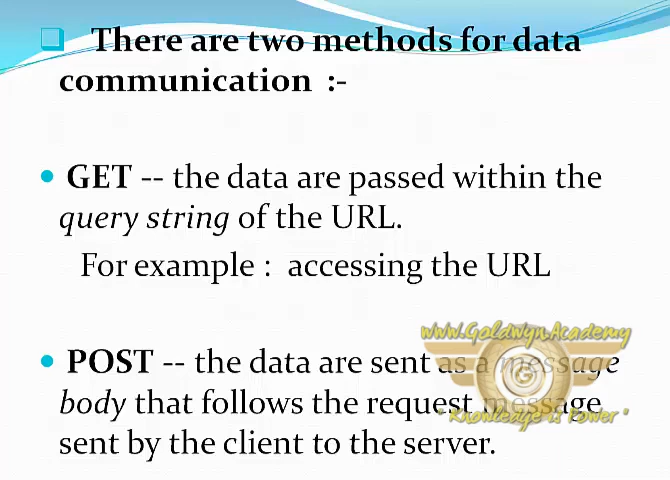 There are two methods for data
communication :-
GET -- the data are passed within the
query string of the URL.
For example : accessing the URL
POST -- the data are sent as a message
body that follows the request message
sent by the client to the server.
www.GoldwynAcademy
G
"Knowledge is Power"